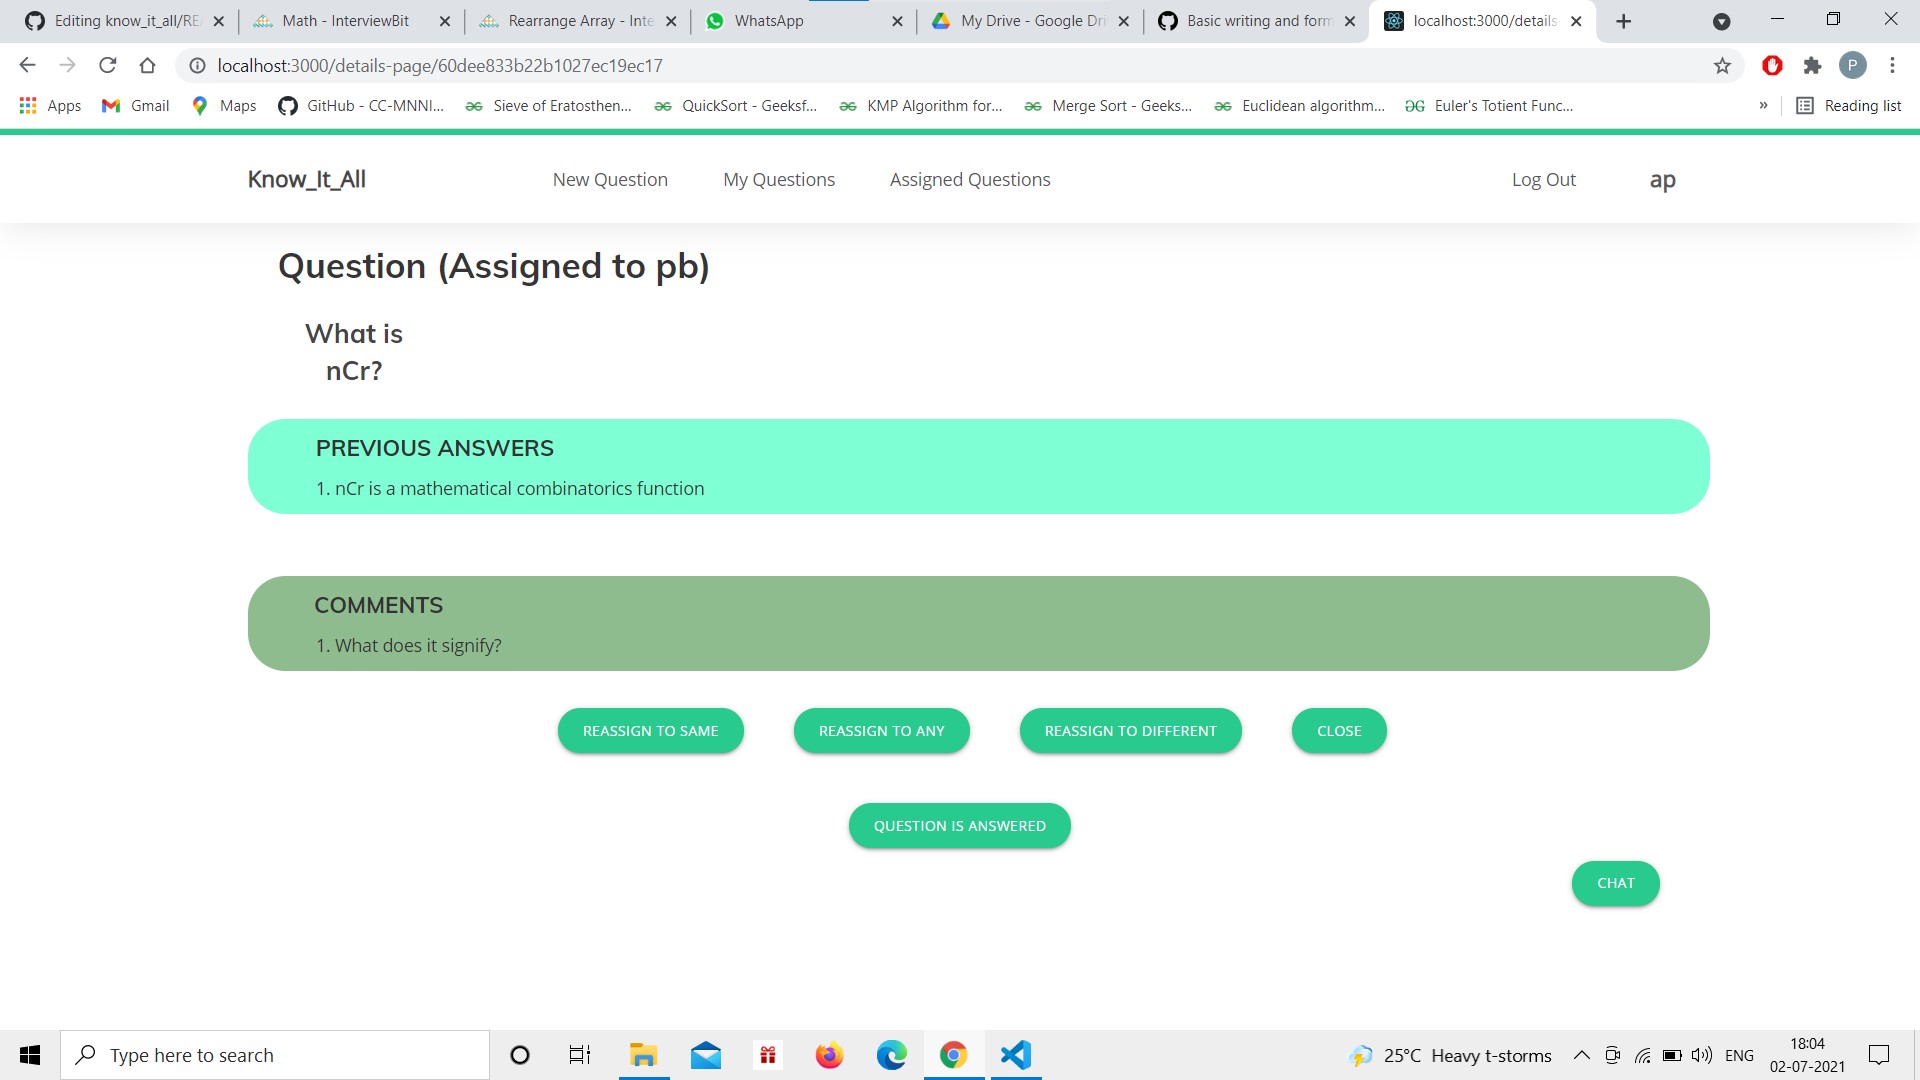 Editing know_it_all/RE
Math - InterviewBit
Rearrange Array - Inte
WhatsApp
My Drive - Google Dri
Basic writing and form
localhost:3000/details
localhost:3000/details-page/60dee833b22b1027ec19ec17
P
Apps
Gmail
Maps
GitHub - CC-MNNI...
Sieve of Eratosthen...
QuickSort - Geeksf...
KMP Algorithm for...
Merge Sort - Geeks...
Euclidean algorithm...
Euler's Totient Func...
»
Reading list
Know_It_All
New Question
My Questions
Assigned Questions
Log Out
ap
Question (Assigned to pb)
What is
nCr?
PREVIOUS ANSWERS
1. nCr is a mathematical combinatorics function
COMMENTS
1. What does it signify?
REASSIGN TO SAME
REASSIGN TO ANY
REASSIGN TO DIFFERENT
CLOSE
QUESTION IS ANSWERED
CHAT
Type here to search
25°C Heavy t-storms
ENG
18:04
02-07-2021